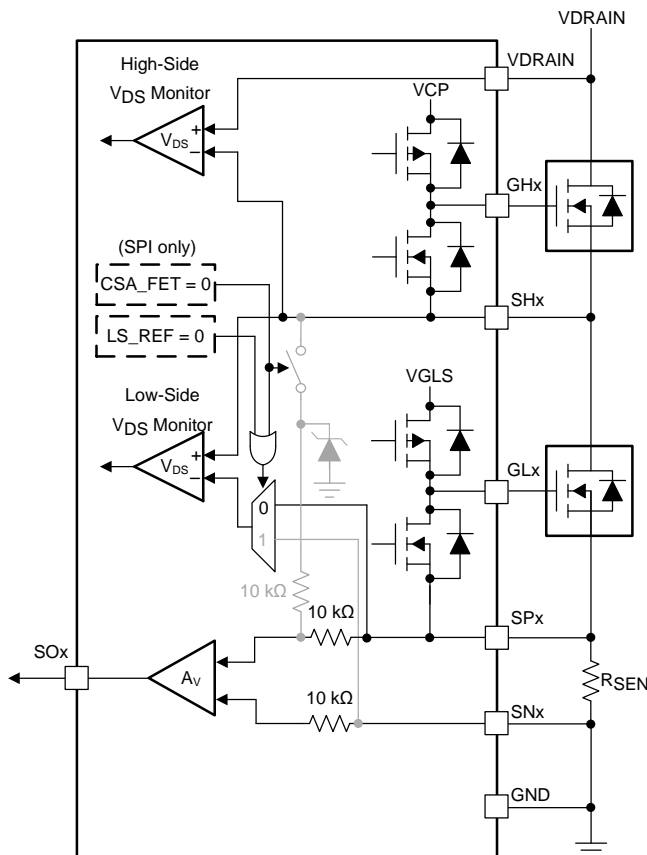 VDRAIN
VDRAIN
High-Side
VDS Monitor
VCP
+
VDS
−
GHx
(SPI only)
CSA_FET = 0
SHx
LS_REF = 0
VGLS
Low-Side
VDS Monitor
+
VDS
−
GLx
0
1
10 kΩ
10 kΩ
SPx
SOx
AV
RSEN
10 kΩ
SNx
GND